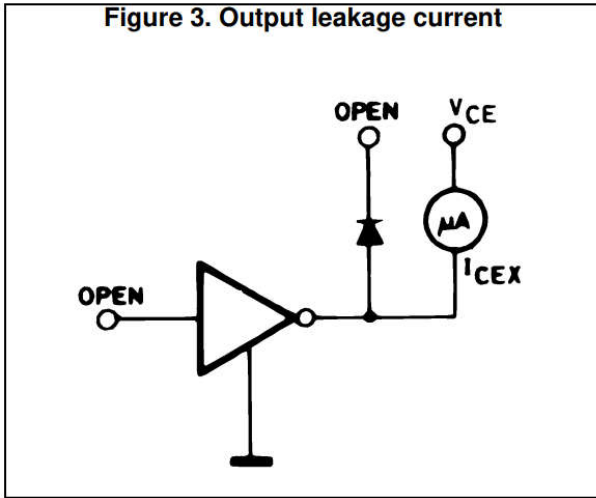 Figure 3. Output leakage current
OPEN
VCE
μA
ICEX
OPEN